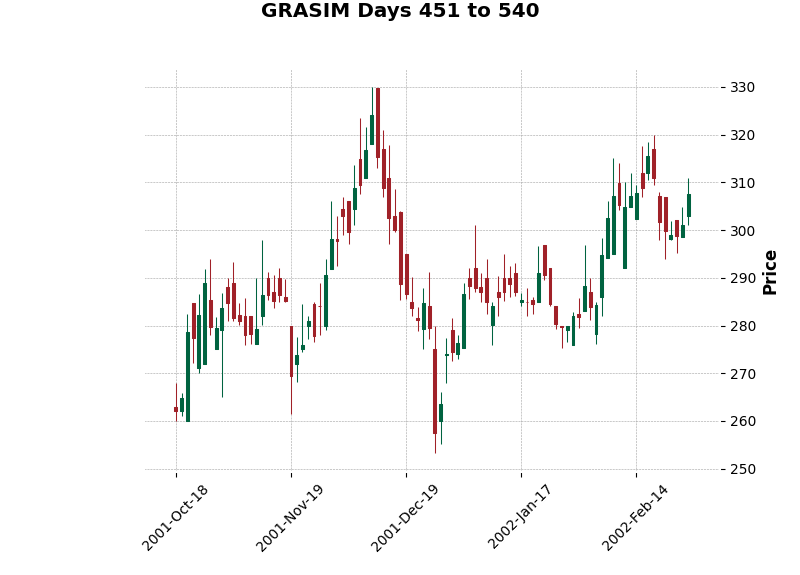 GRASIM Days 451 to 540
330
320
310
300
290
280
270
260
250
Price
2001-Oct-18
2001-Nov-19
2001-Dec-19
2002-Jan-17
2002-Feb-14